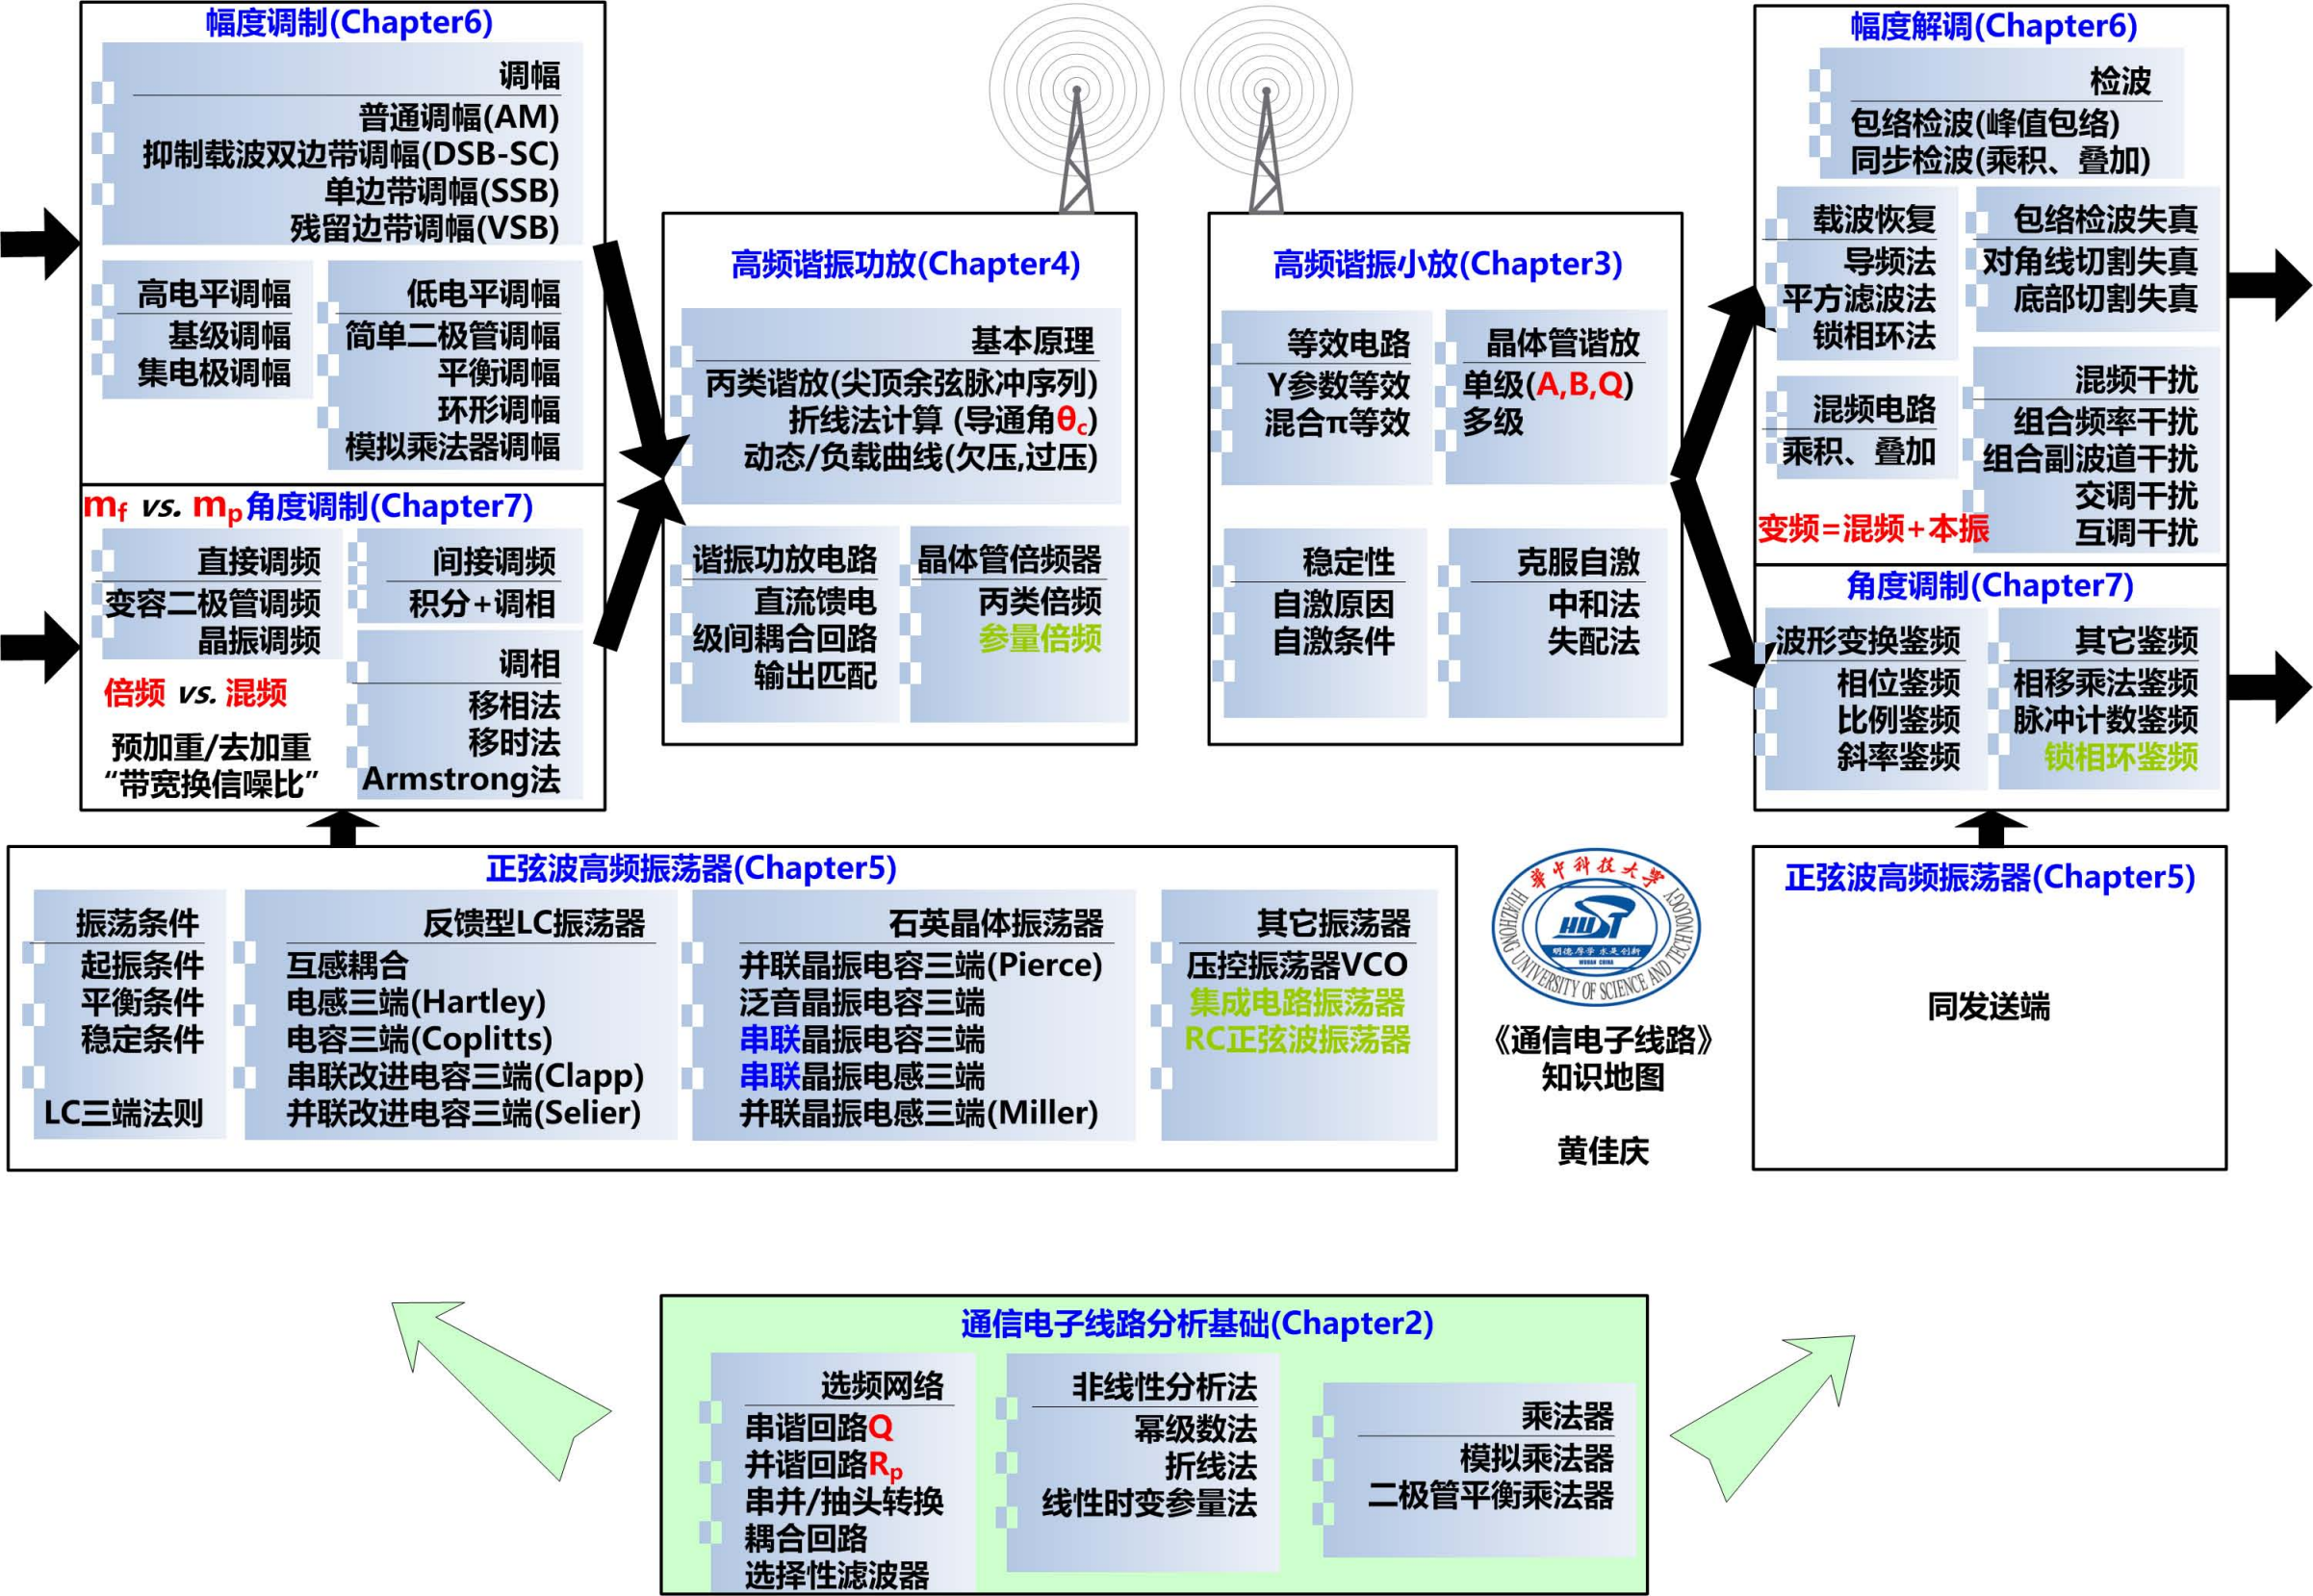 幅度调制(Chapter6)
调幅
普通调幅(AM)
抑制载波双边带调幅(DSB-SC)
单边带调幅(SSB)
残留边带调幅(VSB)
高电平调幅
基级调幅
集电极调幅
低电平调幅
简单二极管调幅
平衡调幅
环形调幅
模拟乘法器调幅
mf vs. mp角度调制(Chapter7)
直接调频
变容二极管调频
晶振调频
间接调频
积分+调相
倍频 vs. 混频
预加重/去加重
“带宽换信噪比”
调相
移相法
移时法
Armstrong法
高频谐振功放(Chapter4)
基本原理
丙类谐放(尖顶余弦脉冲序列)
折线法计算 (导通角θc)
动态/负载曲线(欠压,过压)
谐振功放电路
直流馈电
级间耦合回路
输出匹配
晶体管倍频器
丙类倍频
参量倍频
高频谐振小放(Chapter3)
等效电路
Y参数等效
混合π等效
晶体管谐放
单级(A,B,Q)
多级
稳定性
自激原因
自激条件
克服自激
中和法
失配法
幅度解调(Chapter6)
检波
包络检波(峰值包络)
同步检波(乘积、叠加)
载波恢复
导频法
平方滤波法
锁相环法
包络检波失真
对角线切割失真
底部切割失真
混频电路
乘积、叠加
变频=混频+本振
混频干扰
组合频率干扰
组合副波道干扰
交调干扰
互调干扰
角度调制(Chapter7)
波形变换鉴频
相位鉴频
比例鉴频
斜率鉴频
其它鉴频
相移乘法鉴频
脉冲计数鉴频
锁相环鉴频
正弦波高频振荡器(Chapter5)
振荡条件
起振条件
平衡条件
稳定条件
LC三端法则
反馈型LC振荡器
互感耦合
电感三端(Hartley)
电容三端(Coplitts)
串联改进电容三端(Clapp)
并联改进电容三端(Selier)
石英晶体振荡器
并联晶振电容三端(Pierce)
泛音晶振电容三端
串联晶振电容三端
串联晶振电感三端
并联晶振电感三端(Miller)
其它振荡器
压控振荡器VCO
集成电路振荡器
RC正弦波振荡器
華中科技大学
HUST
明德厚学 求是创新
WUHAN CHINA
HUAZHONG UNIVERSITY OF SCIENCE AND TECHNOLOGY
《通信电子线路》
知识地图
黄佳庆
正弦波高频振荡器(Chapter5)
同发送端
通信电子线路分析基础(Chapter2)
选频网络
串谐回路Q
并谐回路Rp
串并/抽头转换
耦合回路
选择性滤波器
非线性分析法
幂级数法
折线法
线性时变参量法
乘法器
模拟乘法器
二极管平衡乘法器